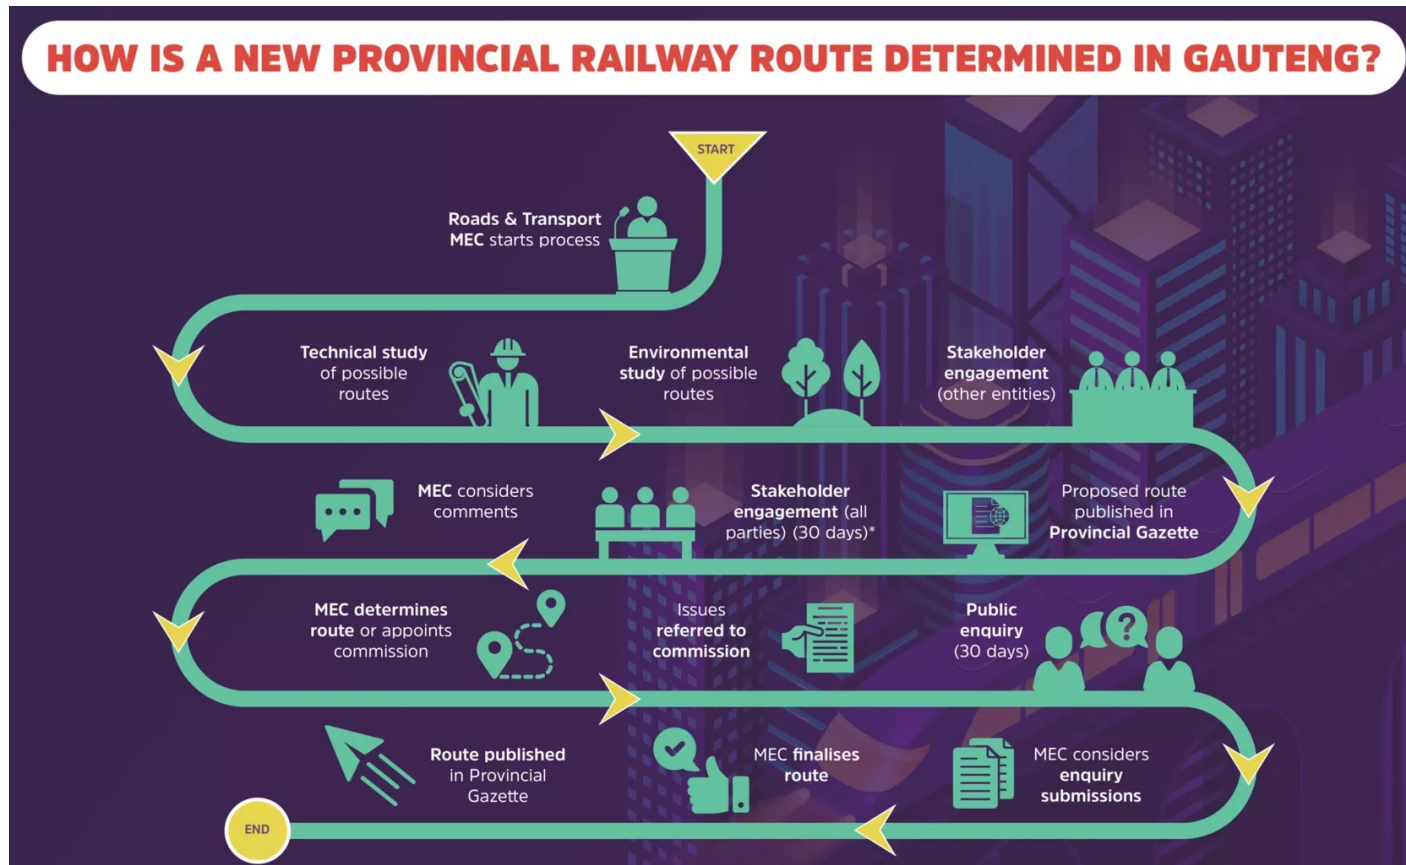 HOW IS A NEW PROVINCIAL RAILWAY ROUTE DETERMINED IN GAUTENG?
START
Roads & Transport
MEC starts process
Technical study
of possible
routes
Environmental
study of possible
routes
Stakeholder
engagement
(other entities)
Proposed route
published in
Provincial Gazette
Stakeholder
engagement (all
parties) (30 days)*
MEC considers
comments
MEC determines
route or appoints
commission
Issues
referred to
commission
Public
enquiry
(30 days)
?
MEC considers
enquiry
submissions
MEC finalises
route
Route published
in Provincial
Gazette
END